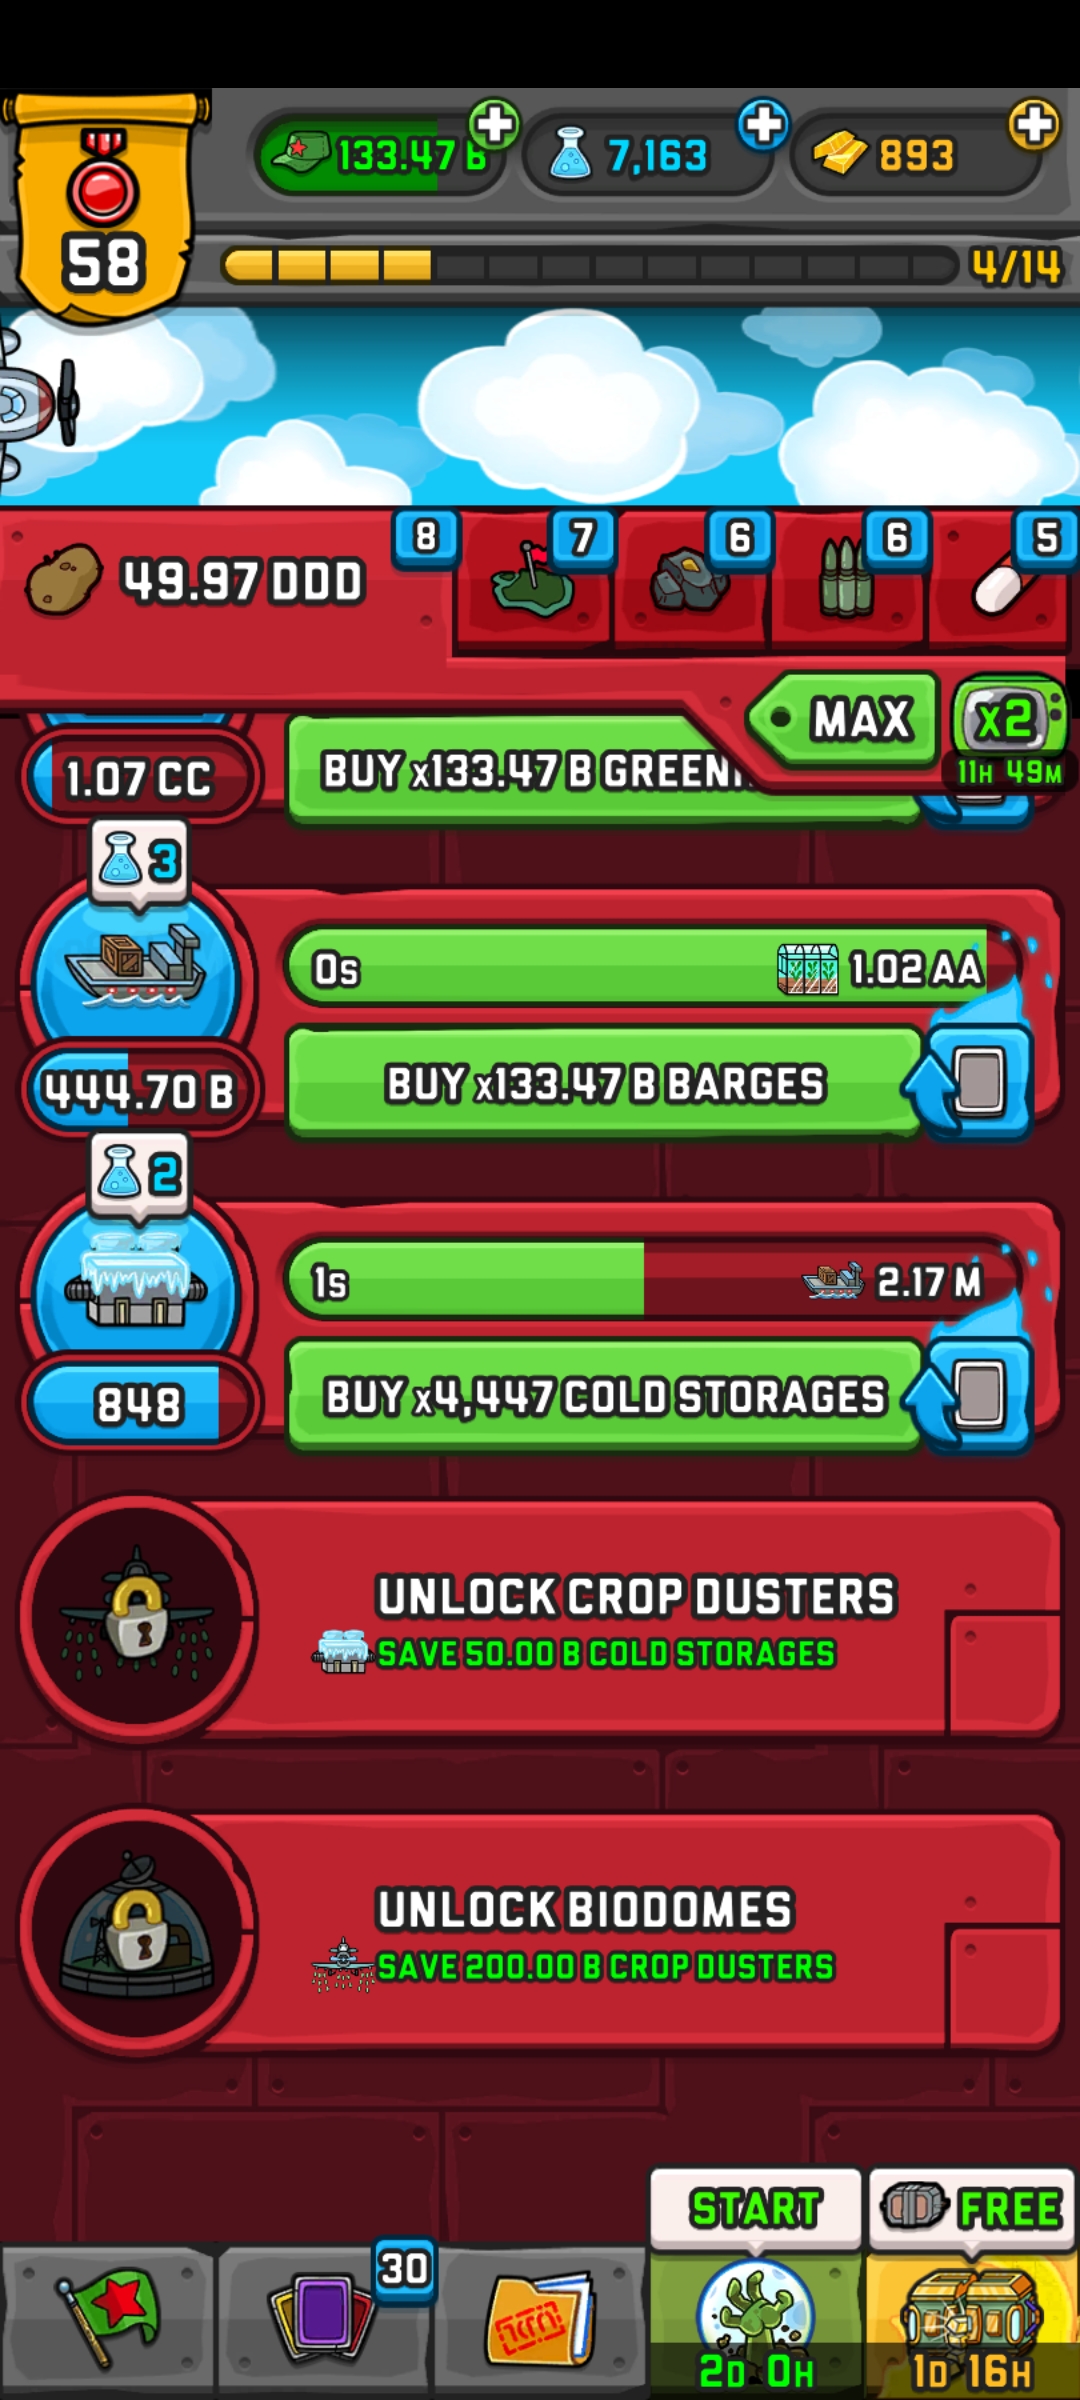 133.47 B
7,163
893
58
4/14
49.97 DDD
8
7
6
6
5
MAX
x2
11H 49M
1.07 CC
BUY x133.47 B
3
0s
1.02 AA
444.70 B
BUY x133.47 B BARGES
2
1s
2.17 M
848
BUY x4,447 COLD STORAGES
UNLOCK CROP DUSTERS
SAVE 50.00 B COLD STORAGES
UNLOCK BIODOMES
SAVE 200.00 B CROP DUSTERS
START
FREE
30
2D 0H
1D 16H